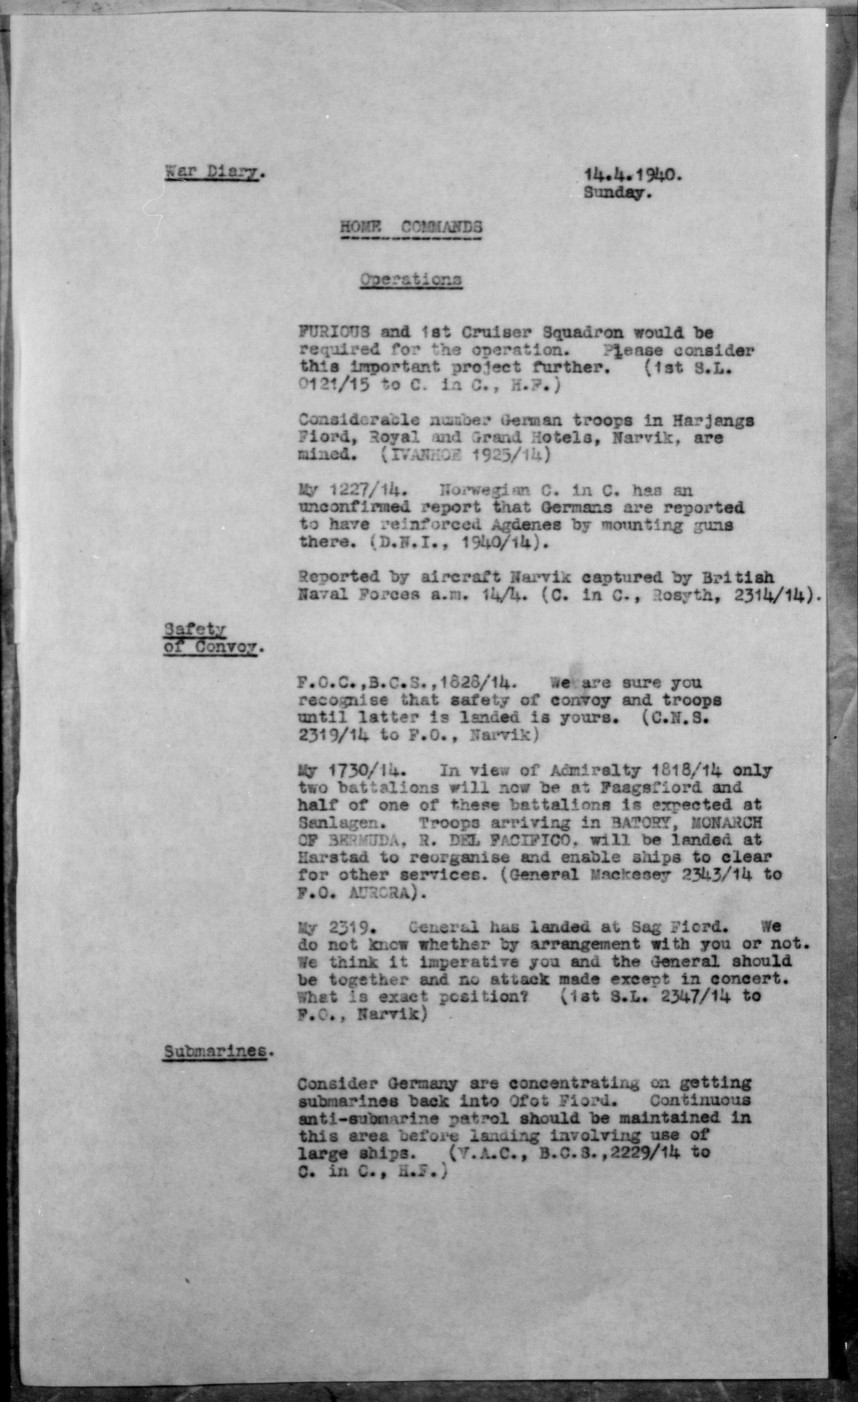 War Diary.
14.4.1940.
Sunday.
HOME COMMANDS
Operations
FURIOUS and 1st Cruiser Squadron would be
required for the operation. Please consider
this important project further. (1st S.L.
0121/15 to C. in C., H.F.)
Considerable number German troops in Harjangs
Fiord, Royal and Grand Hotels, Narvik, are
mined. (IVANHOE 1925/14)
My 1227/14. Norwegian C. in C. has an
unconfirmed report that Germans are reported
to have reinforced Agdenes by mounting guns
there. (D.N.I., 1940/14).
Reported by aircraft Narvik captured by British
Naval Forces a.m. 14/4. (C. in C., Rosyth, 2314/14).
Safety
of Convoy.
F.O.C.,B.C.S.,1828/14. We are sure you
recognise that safety of convoy and troops
until latter is landed is yours. (C.N.S.
2319/14 to F.O., Narvik)
My 1730/14. In view of Admiralty 1818/14 only
two battalions will now be at Faagsfiord and
half of one of these battalions is expected at
Sanlagen. Troops arriving in BATORY, MONARCH
OF BERMUDA, R. DEL PACIFICO, will be landed at
Harstad to reorganise and enable ships to clear
for other services. (General Mackesey 2343/14 to
F.O. AURORA).
My 2319. General has landed at Sag Fiord. We
do not know whether by arrangement with you or not.
We think it imperative you and the General should
be together and no attack made except in concert.
What is exact position? (1st S.L. 2347/14 to
F.O., Narvik)
Submarines.
Consider Germany are concentrating on getting
submarines back into Ofot Fiord. Continuous
anti-submarine patrol should be maintained in
this area before landing involving use of
large ships. (V.A.C., B.C.S.,2229/14 to
C. in C., H.F.)